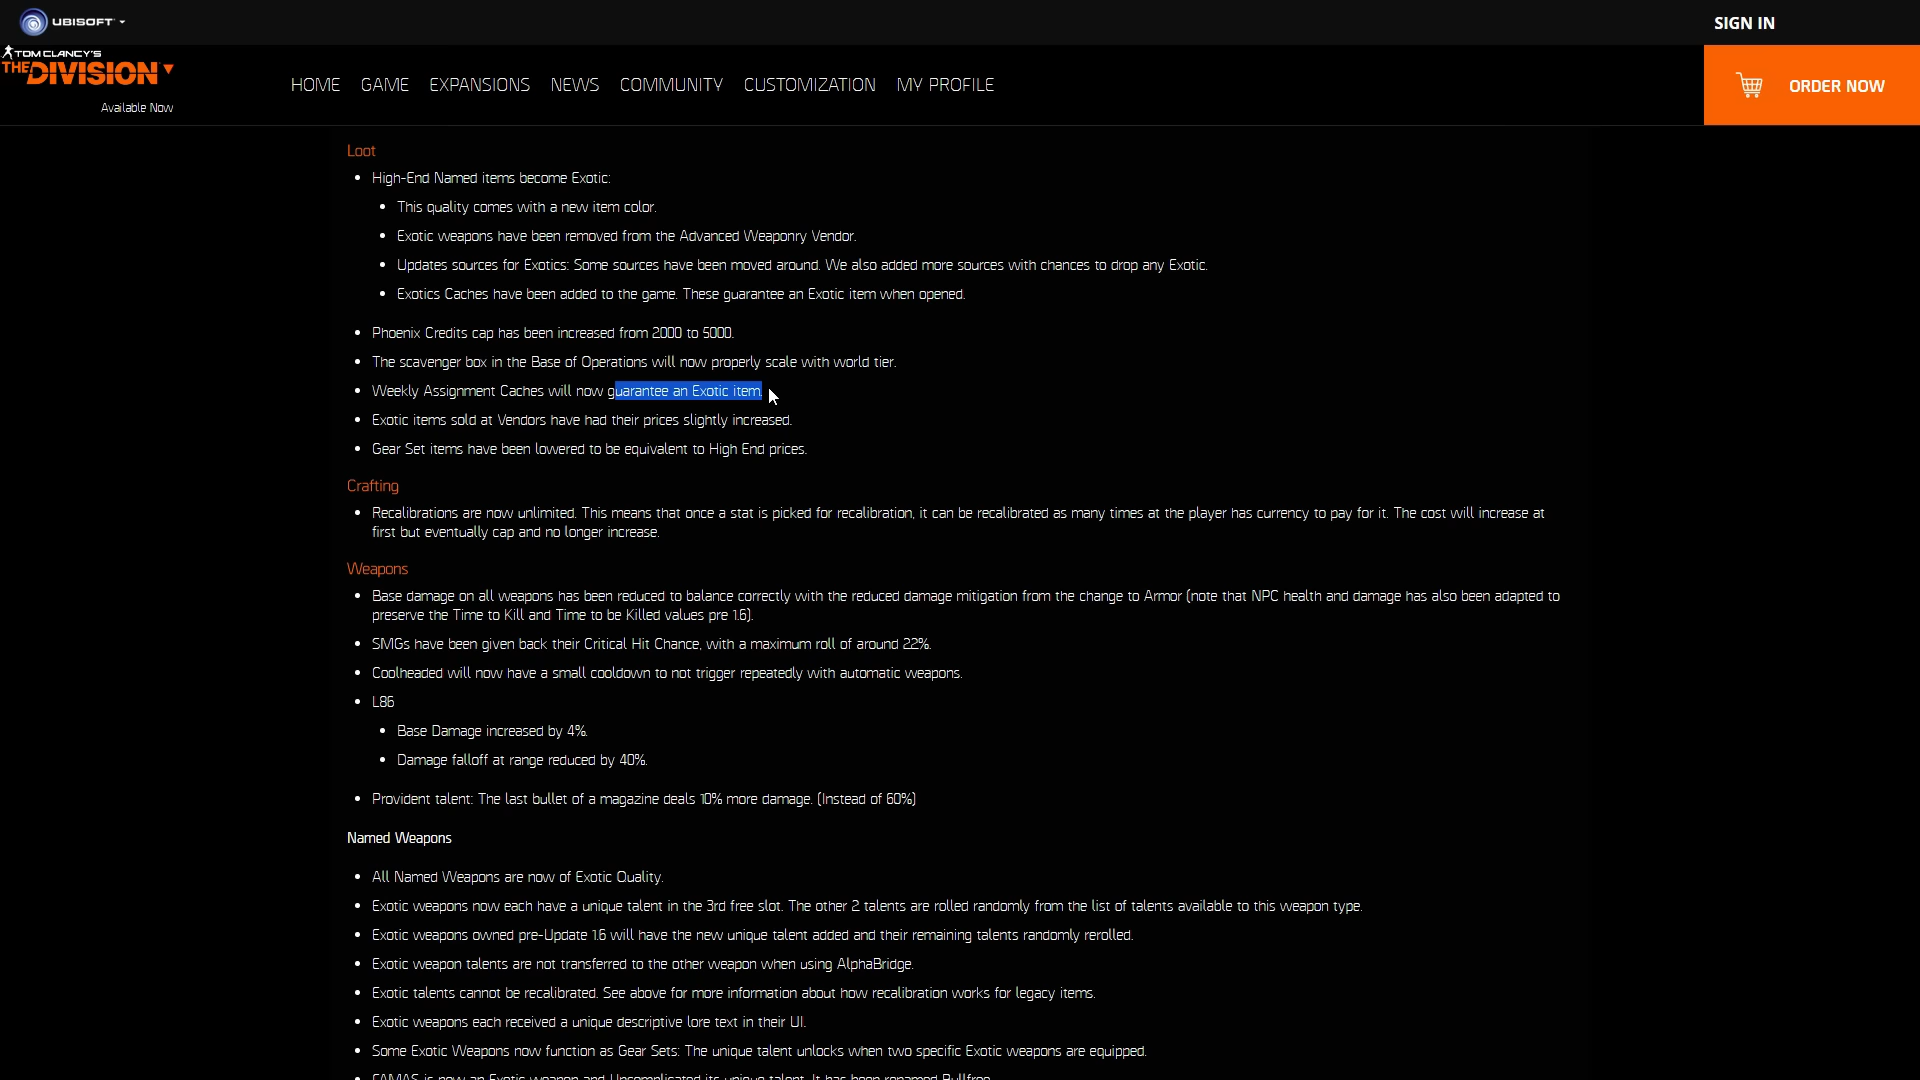 UBISOFT
SIGN IN
TOM CLANCY'S
THE DIVISION
Available Now
HOME GAME EXPANSIONS NEWS COMMUNITY CUSTOMIZATION MY PROFILE
ORDER NOW
Loot
High-End Named items become Exotic:
This quality comes with a new item color.
Exotic weapons have been removed from the Advanced Weaponry Vendor.
Updates sources for Exotics: Some sources have been moved around. We also added more sources with chances to drop any Exotic.
Exotics Caches have been added to the game. These guarantee an Exotic item when opened.
Phoenix Credits cap has been increased from 2000 to 5000.
The scavenger box in the Base of Operations will now properly scale with world tier.
Weekly Assignment Caches will now guarantee an Exotic item.
Exotic items sold at Vendors have had their prices slightly increased.
Gear Set items have been lowered to be equivalent to High End prices.
Crafting
Recalibrations are now unlimited. This means that once a stat is picked for recalibration, it can be recalibrated as many times at the player has currency to pay for it. The cost will increase at
first but eventually cap and no longer increase.
Weapons
Base damage on all weapons has been reduced to balance correctly with the reduced damage mitigation from the change to Armor (note that NPC health and damage has also been adapted to
preserve the Time to Kill and Time to be Killed values pre 1.6).
SMGs have been given back their Critical Hit Chance, with a maximum roll of around 22%.
Coolheaded will now have a small cooldown to not trigger repeatedly with automatic weapons.
L86
Base Damage increased by 4%.
Damage falloff at range reduced by 40%.
Provident talent: The last bullet of a magazine deals 10% more damage. (Instead of 60%)
Named Weapons
All Named Weapons are now of Exotic Quality.
Exotic weapons now each have a unique talent in the 3rd free slot. The other 2 talents are rolled randomly from the list of talents available to this weapon type.
Exotic weapons owned pre-Update 1.6 will have the new unique talent added and their remaining talents randomly rerolled.
Exotic weapon talents are not transferred to the other weapon when using AlphaBridge.
Exotic talents cannot be recalibrated. See above for more information about how recalibration works for legacy items.
Exotic weapons each received a unique descriptive lore text in their UI.
Some Exotic Weapons now function as Gear Sets: The unique talent unlocks when two specific Exotic weapons are equipped.
FAMAS is now an Exotic weapon and Uncomplicated its unique talent. It has been renamed Bullfrog.